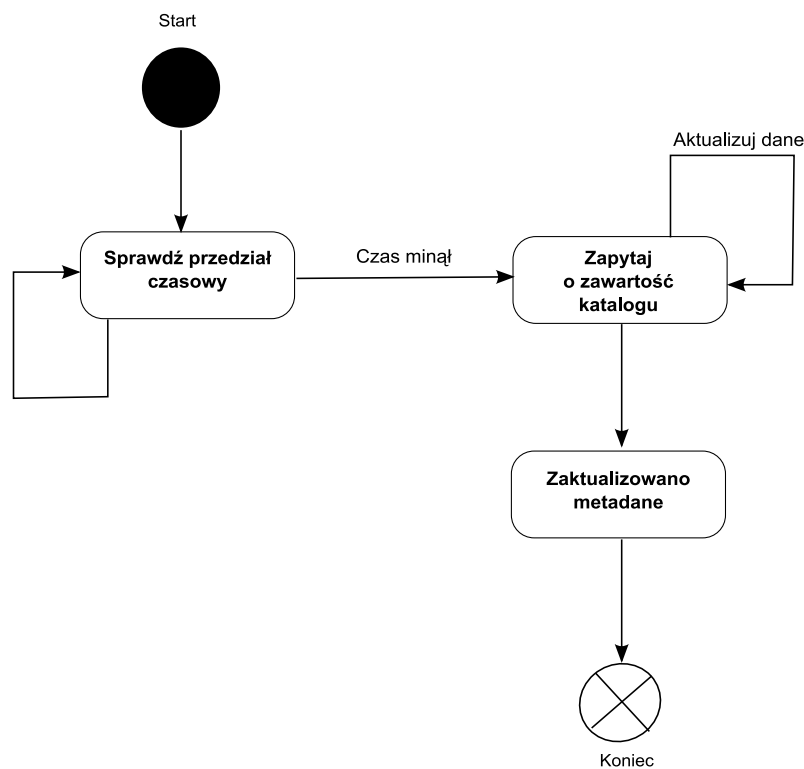 Start
Aktualizuj dane
Sprawdź przedział
czasowy
Czas minął
Zapytaj
o zawartość
katalogu
Zaktualizowano
metadane
Koniec